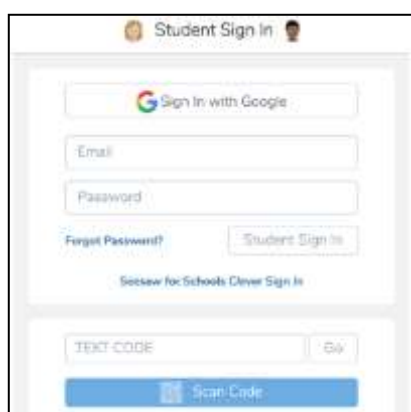 Student Sign In
Sign In with Google
Email
Password
Forgot Password?
Student Sign In
Seesaw for Schools Clever Sign In
TEXT CODE
Go
Scan Code